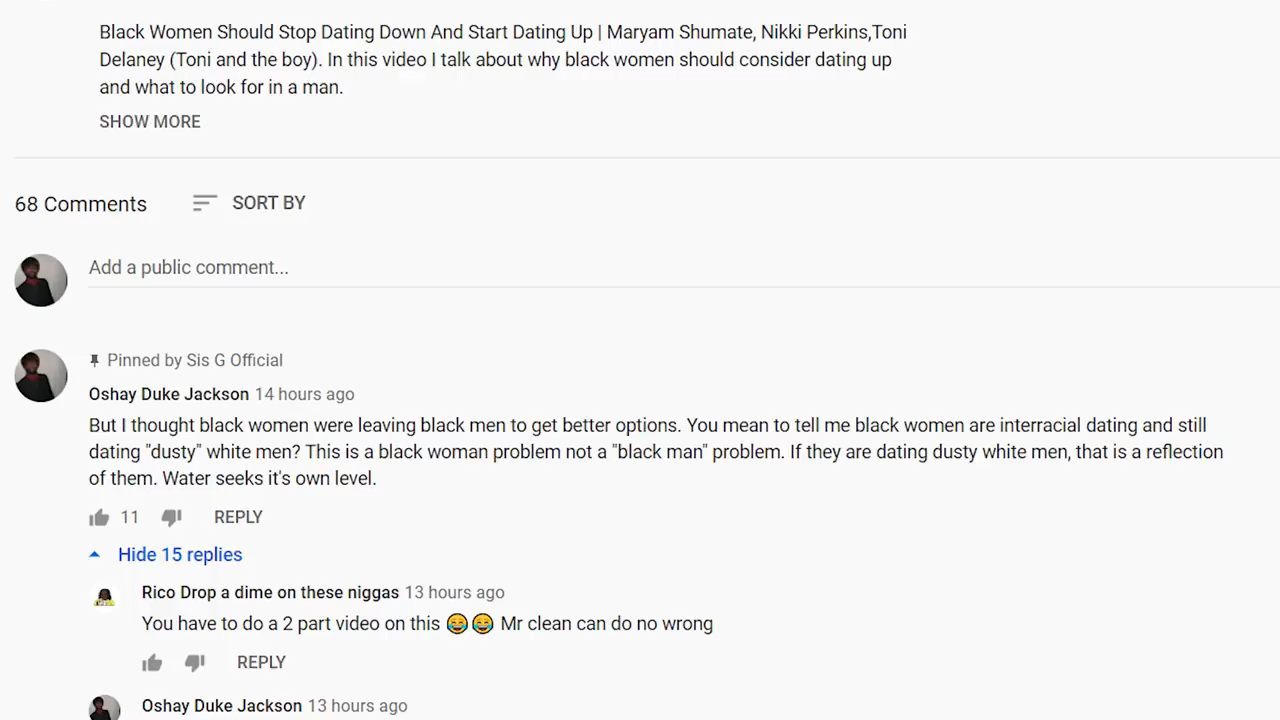 Black Women Should Stop Dating Down And Start Dating Up | Maryam Shumate, Nikki Perkins,Toni
Delaney (Toni and the boy). In this video I talk about why black women should consider dating up
and what to look for in a man.
SHOW MORE
68 Comments
SORT BY
Add a public comment...
Pinned by Sis G Official
Oshay Duke Jackson 14 hours ago
But I thought black women were leaving black men to get better options. You mean to tell me black women are interracial dating and still
dating "dusty" white men? This is a black woman problem not a "black man" problem. If they are dating dusty white men, that is a reflection
of them. Water seeks it's own level.
11
REPLY
Hide 15 replies
Rico Drop a dime on these niggas 13 hours ago
You have to do a 2 part video on this 😂😂 Mr clean can do no wrong
REPLY
Oshay Duke Jackson 13 hours ago